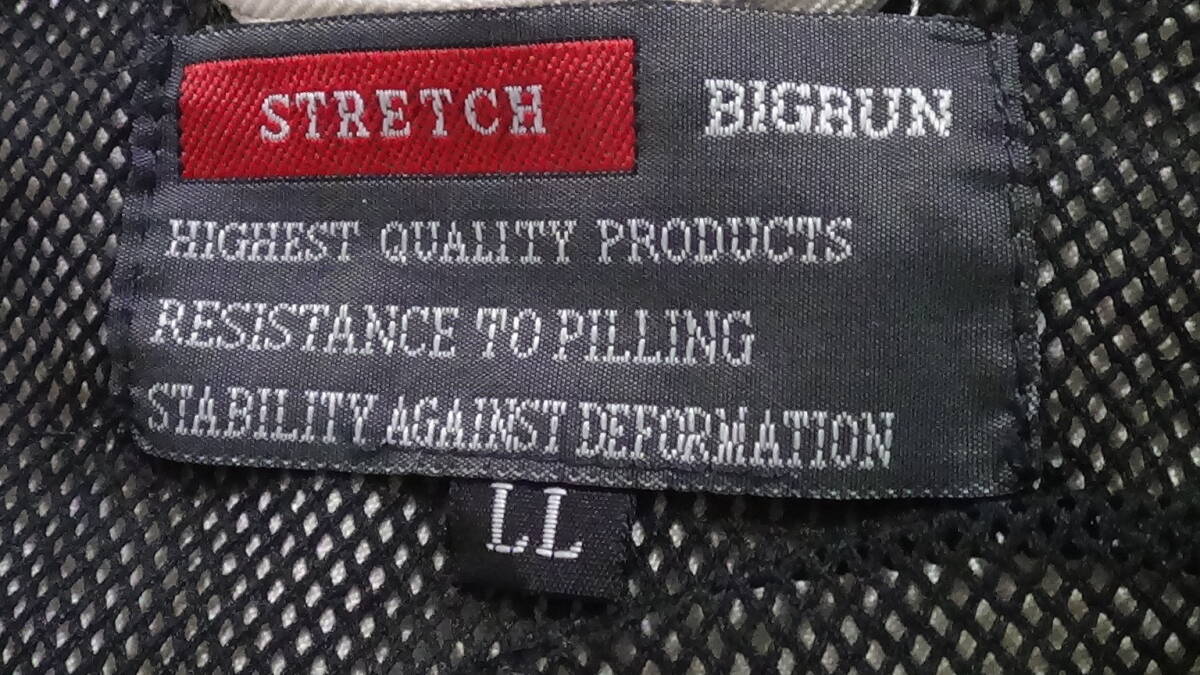 STRETCH BIGRUN
HIGHEST QUALITY PRODUCTS
RESISTANCE TO PILLING
STABILITY AGAINST DEFORMATION
LL